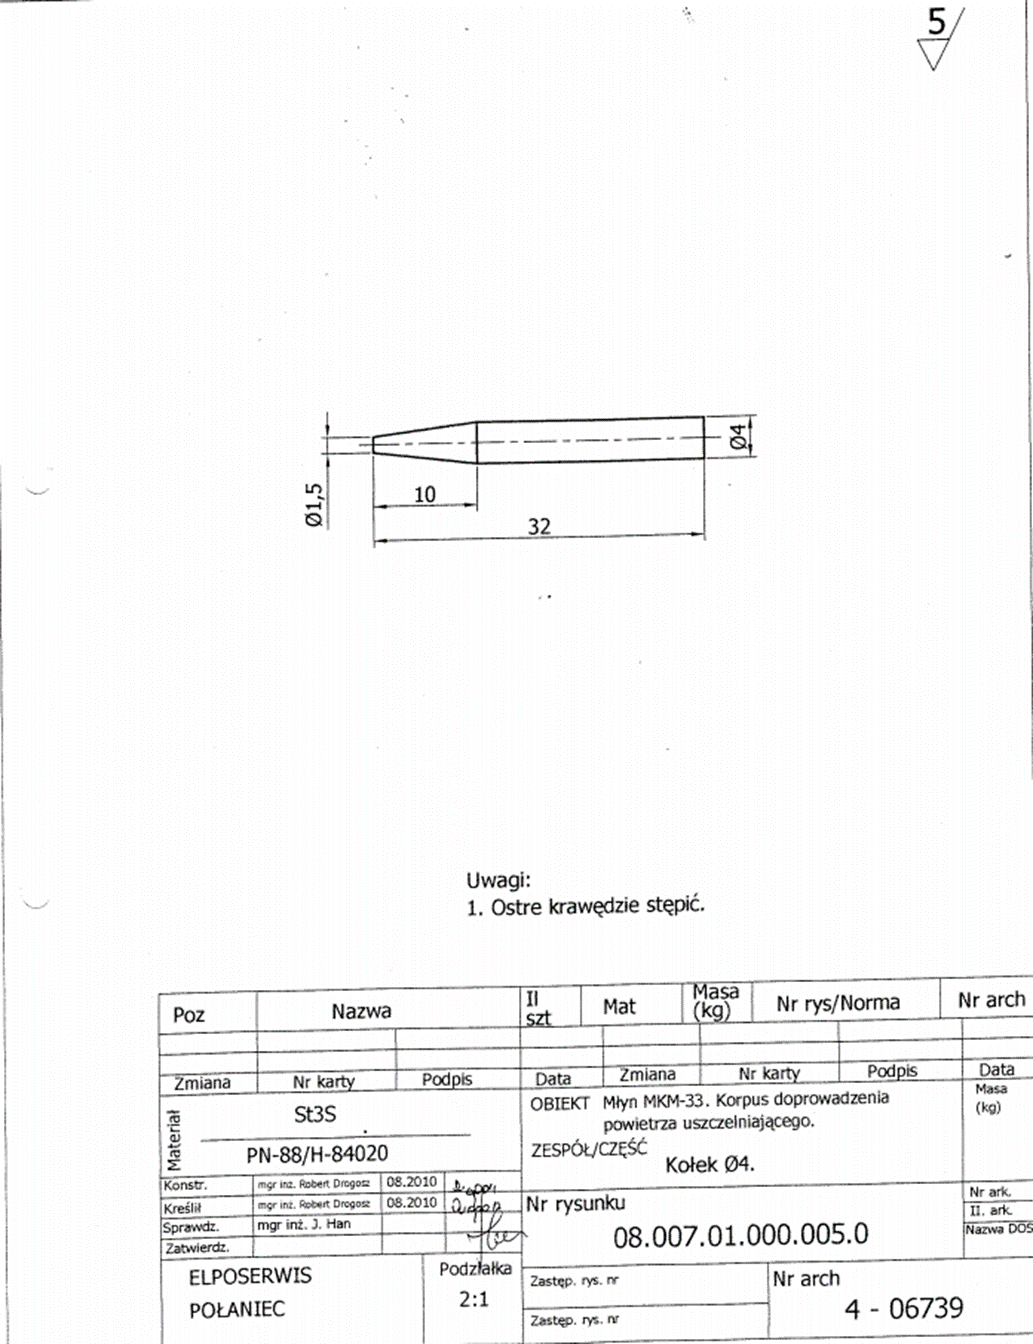 5
Ø1,5
10
32
Ø4
Uwagi:
1. Ostre krawędzie stępić.
Poz
Nazwa
Il szt
Mat
Masa (kg)
Nr rys/Norma
Nr arch
Zmiana
Nr karty
Podpis
Data
Zmiana
Nr karty
Podpis
Data
Materiał
St3S
PN-88/H-84020
OBIEKT Młyn MKM-33. Korpus doprowadzenia
powietrza uszczelniającego.
ZESPÓŁ/CZĘŚĆ
Kołek Ø4.
Masa
(kg)
Konstr. mgr inż. Robert Drogosz 08.2010
Kreślił mgr inż. Robert Drogosz 08.2010
Sprawdz. mgr inż. J. Han
Zatwierdz.
Nr rysunku
08.007.01.000.005.0
Nr ark.
Il. ark.
Nazwa DOS
ELPOSERWIS
POŁANIEC
Podziałka
2:1
Zastęp. rys. nr
Zastęp. rys. nr
Nr arch
4 - 06739